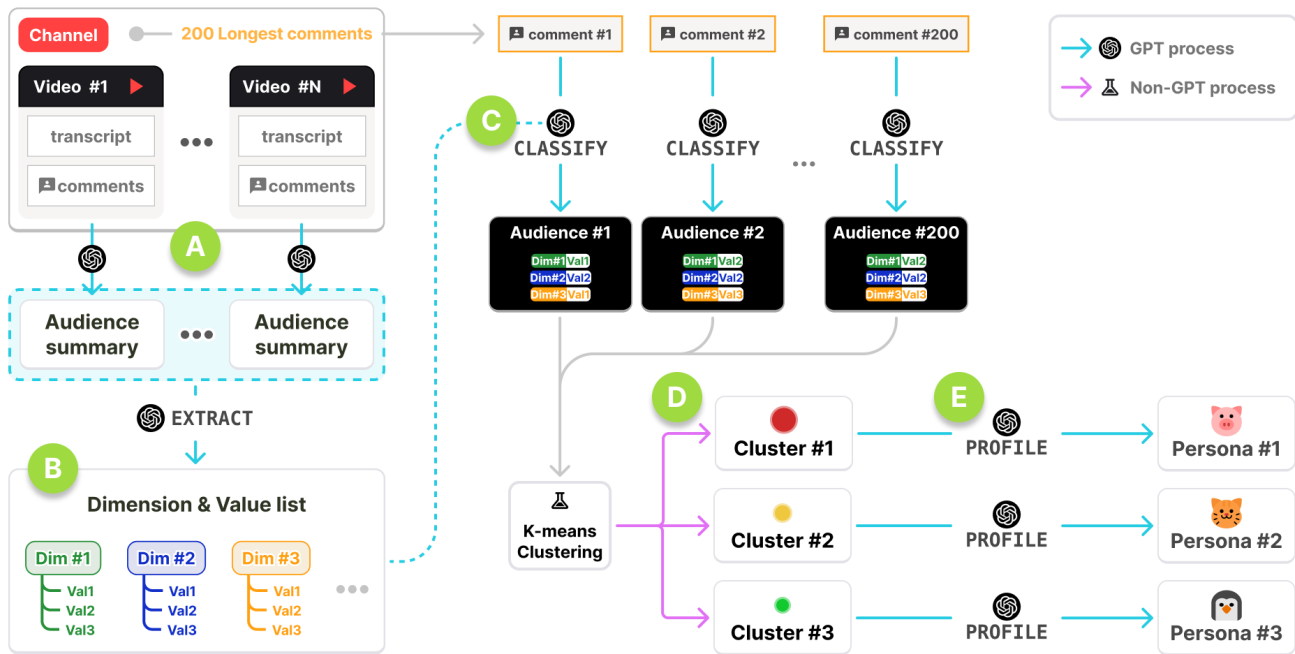 Channel
200 Longest comments
Video #1
Video #N
transcript
transcript
comments
comments
A
Audience
summary
Audience
summary
EXTRACT
B
Dimension & Value list
Dim #1
Val1
Val2
Val3
Dim #2
Val1
Val2
Val3
Dim #3
Val1
Val2
Val3
comment #1
comment #2
comment #200
C
CLASSIFY
CLASSIFY
CLASSIFY
Audience #1
Dim#1 Val1
Dim#2 Val2
Dim#3 Val1
Audience #2
Dim#1 Val2
Dim#2 Val2
Dim#3 Val3
Audience #200
Dim#1 Val2
Dim#2 Val2
Dim#3 Val3
K-means
Clustering
D
Cluster #1
Cluster #2
Cluster #3
E
PROFILE
PROFILE
PROFILE
Persona #1
Persona #2
Persona #3
GPT process
Non-GPT process